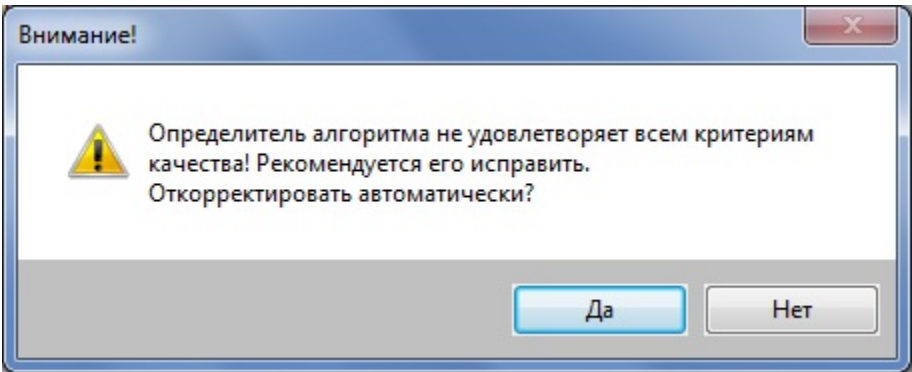 Внимание!
Определитель алгоритма не удовлетворяет всем критериям
качества! Рекомендуется его исправить.
Откорректировать автоматически?
Да
Нет